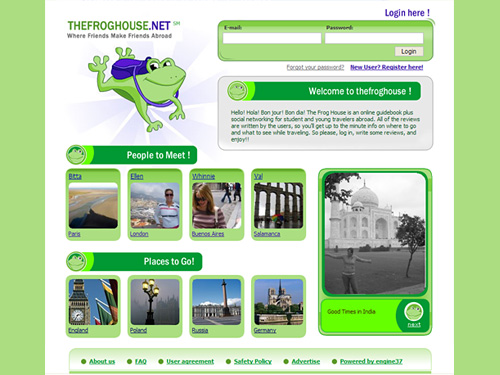 Login here !
THEFROGHOUSE.NET SM
Where Friends Make Friends Abroad
E-mail:
Password:
Login
Forgot your password?
New User? Register here!
Welcome to thefroghouse !
Hello! Hola! Bon jour! Bon dia! The Frog House is an online guidebook plus
social networking for student and young travelers abroad. All of the reviews
are written by the users, so you'll get up to the minute info on where to go
and what to see while traveling. So please, log in, write some reviews, and
enjoy!!
People to Meet !
Bitta
Ellen
Whinnie
Val
Paris
London
Buenos Aires
Salamanca
Places to Go!
England
Poland
Russia
Germany
Good Times in India
next
About us
FAQ
User agreement
Safety Policy
Advertise
Powered by engine37